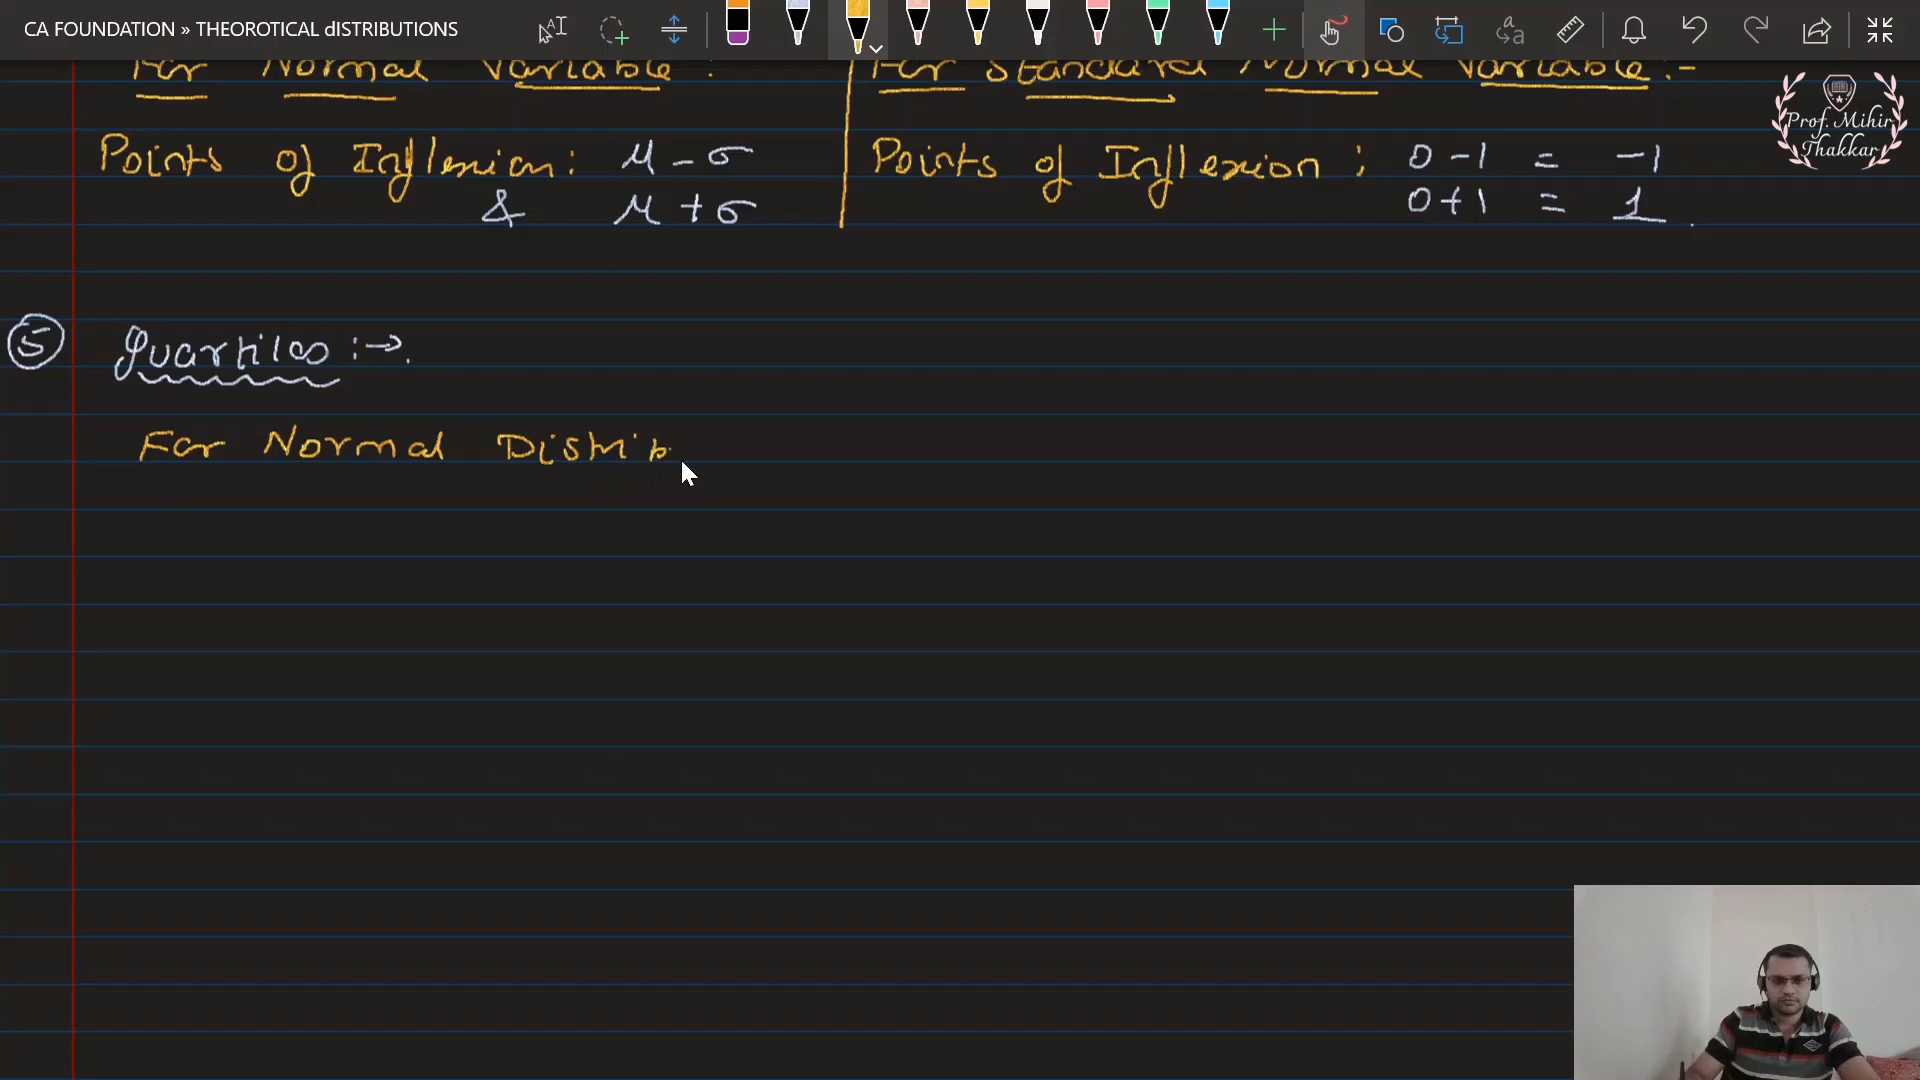 CA FOUNDATION » THEOROTICAL dISTRIBUTIONS
For Normal Variable :
Points of Inflexion : μ - σ
& μ + σ
For Standard Normal Variable :-
Points of Inflexion : 0 - 1 = -1
0 + 1 = 1
Prof. Mihir
Thakkar
5 Quartiles :→.
For Normal Distrib